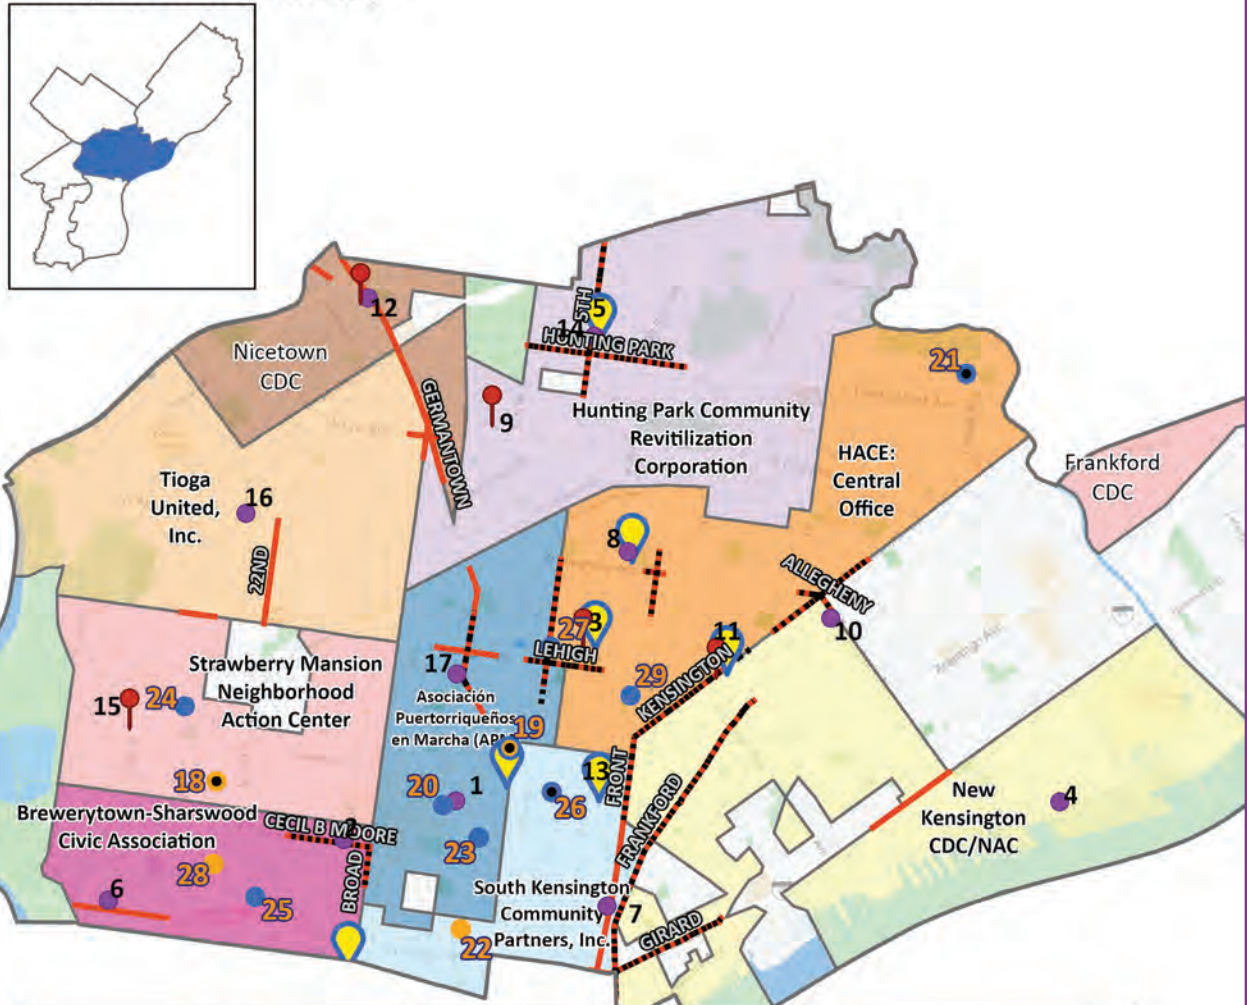 12
5TH
5
14
HUNTING PARK
Nicetown
CDC
21
GERMANTOWN
9
Hunting Park Community
Revitilization
Corporation
HACE:
Central
Office
Frankford
CDC
Tioga
United,
Inc.
16
22ND
8
ALLEGHENY
10
3
27
LEHIGH
11
KENSINGTON
29
Strawberry Mansion
Neighborhood
Action Center
15
24
17
Asociación
Puertorriqueños
en Marcha
19
18
20
1
13
26
FRONT
FRANKFORD
New
Kensington
CDC/NAC
4
Brewerytown-Sharswood
Civic Association
CECIL B MOORE
23
28
BROAD
6
25
South Kensington
Community
Partners, Inc.
7
22
GIRARD